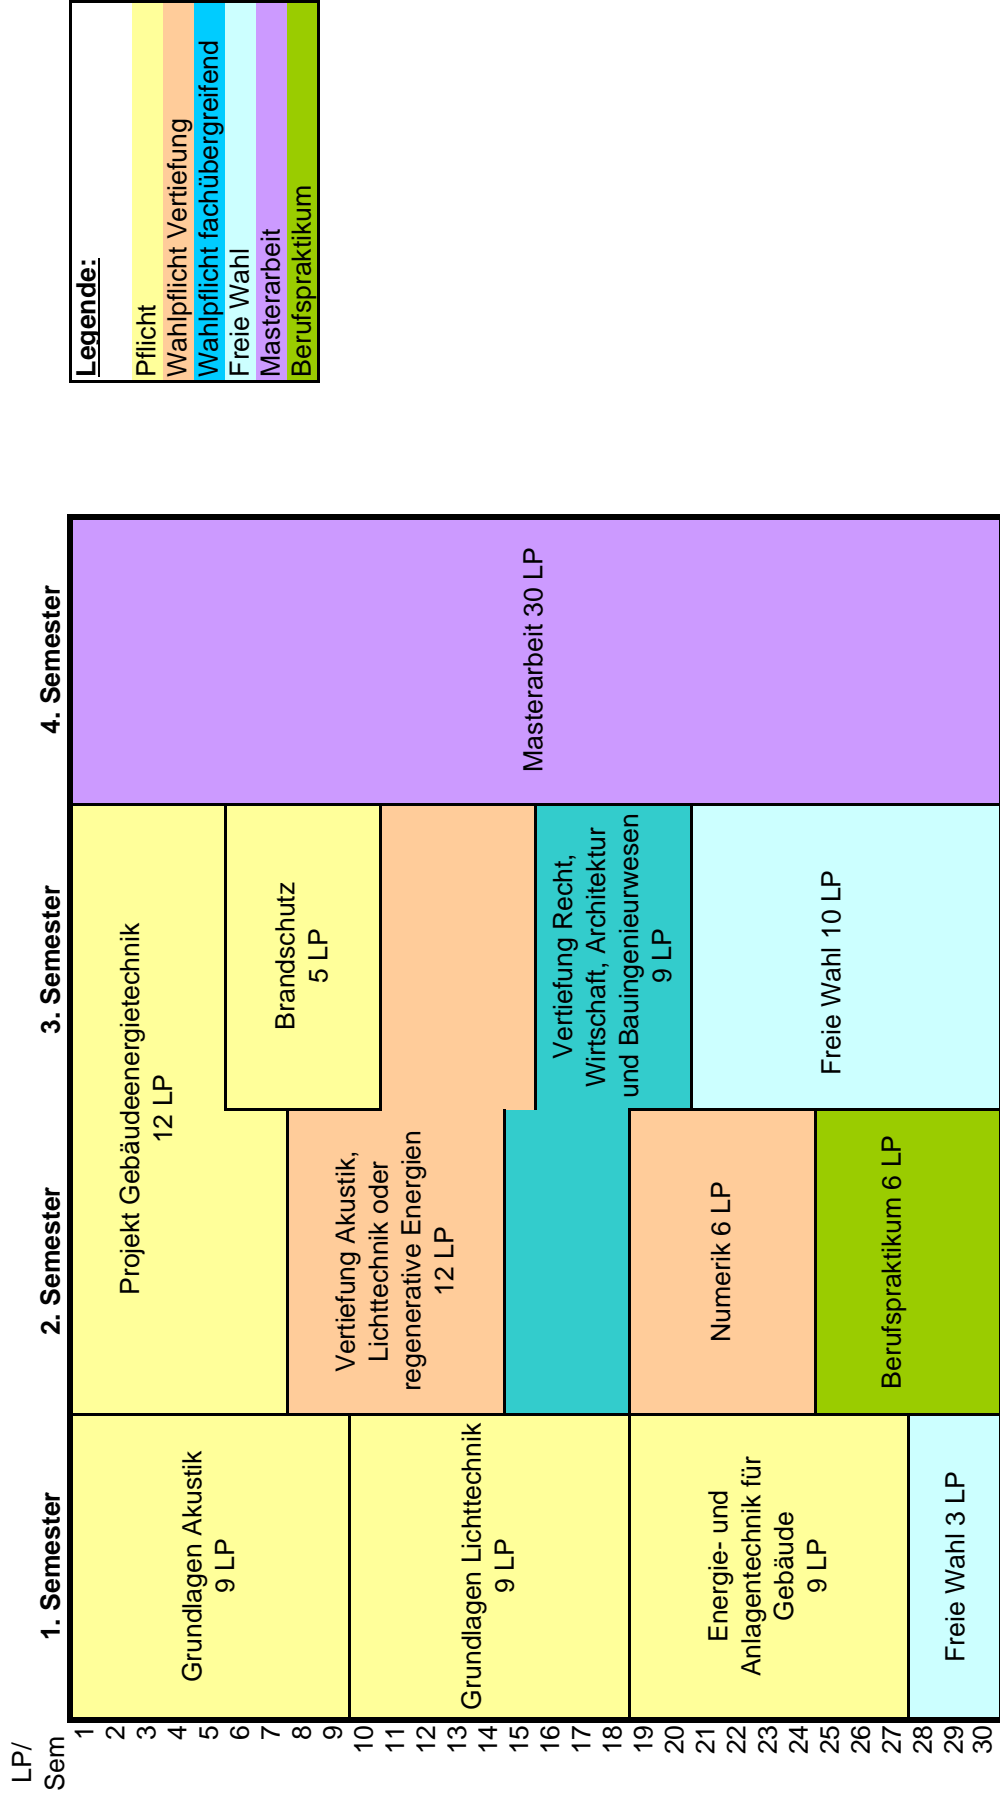 LP/
Sem
1. Semester
2. Semester
3. Semester
4. Semester
1
2
3
4
5
6
7
8
9
10
11
12
13
14
15
16
17
18
19
20
21
22
23
24
25
26
27
28
29
30
Grundlagen Akustik
9 LP
Grundlagen Lichttechnik
9 LP
Energie- und
Anlagentechnik für
Gebäude
9 LP
Freie Wahl 3 LP
Projekt Gebäudeenergietechnik
12 LP
Vertiefung Akustik,
Lichttechnik oder
regenerative Energien
12 LP
Numerik 6 LP
Berufspraktikum 6 LP
Brandschutz
5 LP
Vertiefung Recht,
Wirtschaft, Architektur
und Bauingenieurwesen
9 LP
Freie Wahl 10 LP
Masterarbeit 30 LP
Legende:
Pflicht
Wahlpflicht Vertiefung
Wahlpflicht fachübergreifend
Freie Wahl
Masterarbeit
Berufspraktikum